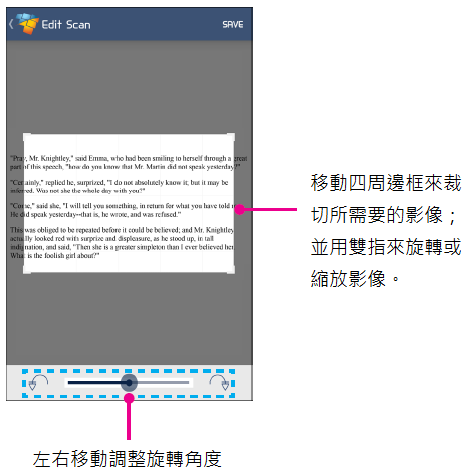 Edit Scan
SAVE
"Pray, Mr. Knightley," said Emma, who had been smiling to herself through a great
part of this speech, "how do you know that Mr. Martin did not speak yesterday?"
"Certainly," replied he, surprized, "I do not absolutely know it; but it may be
inferred. Was not she the whole day with you?"
"Come," said she, "I will tell you something, in return for what you have told me.
He did speak yesterday--that is, he wrote, and was refused."
This was obliged to be repeated before it could be believed; and Mr. Knightley
actually looked red with surprize and displeasure, as he stood up, in tall
indignation, and said, "Then she is a greater simpleton than I ever believed her.
What is the foolish girl about?"
移動四周邊框來裁
切所需要的影像；
並用雙指來旋轉或
縮放影像。
左右移動調整旋轉角度